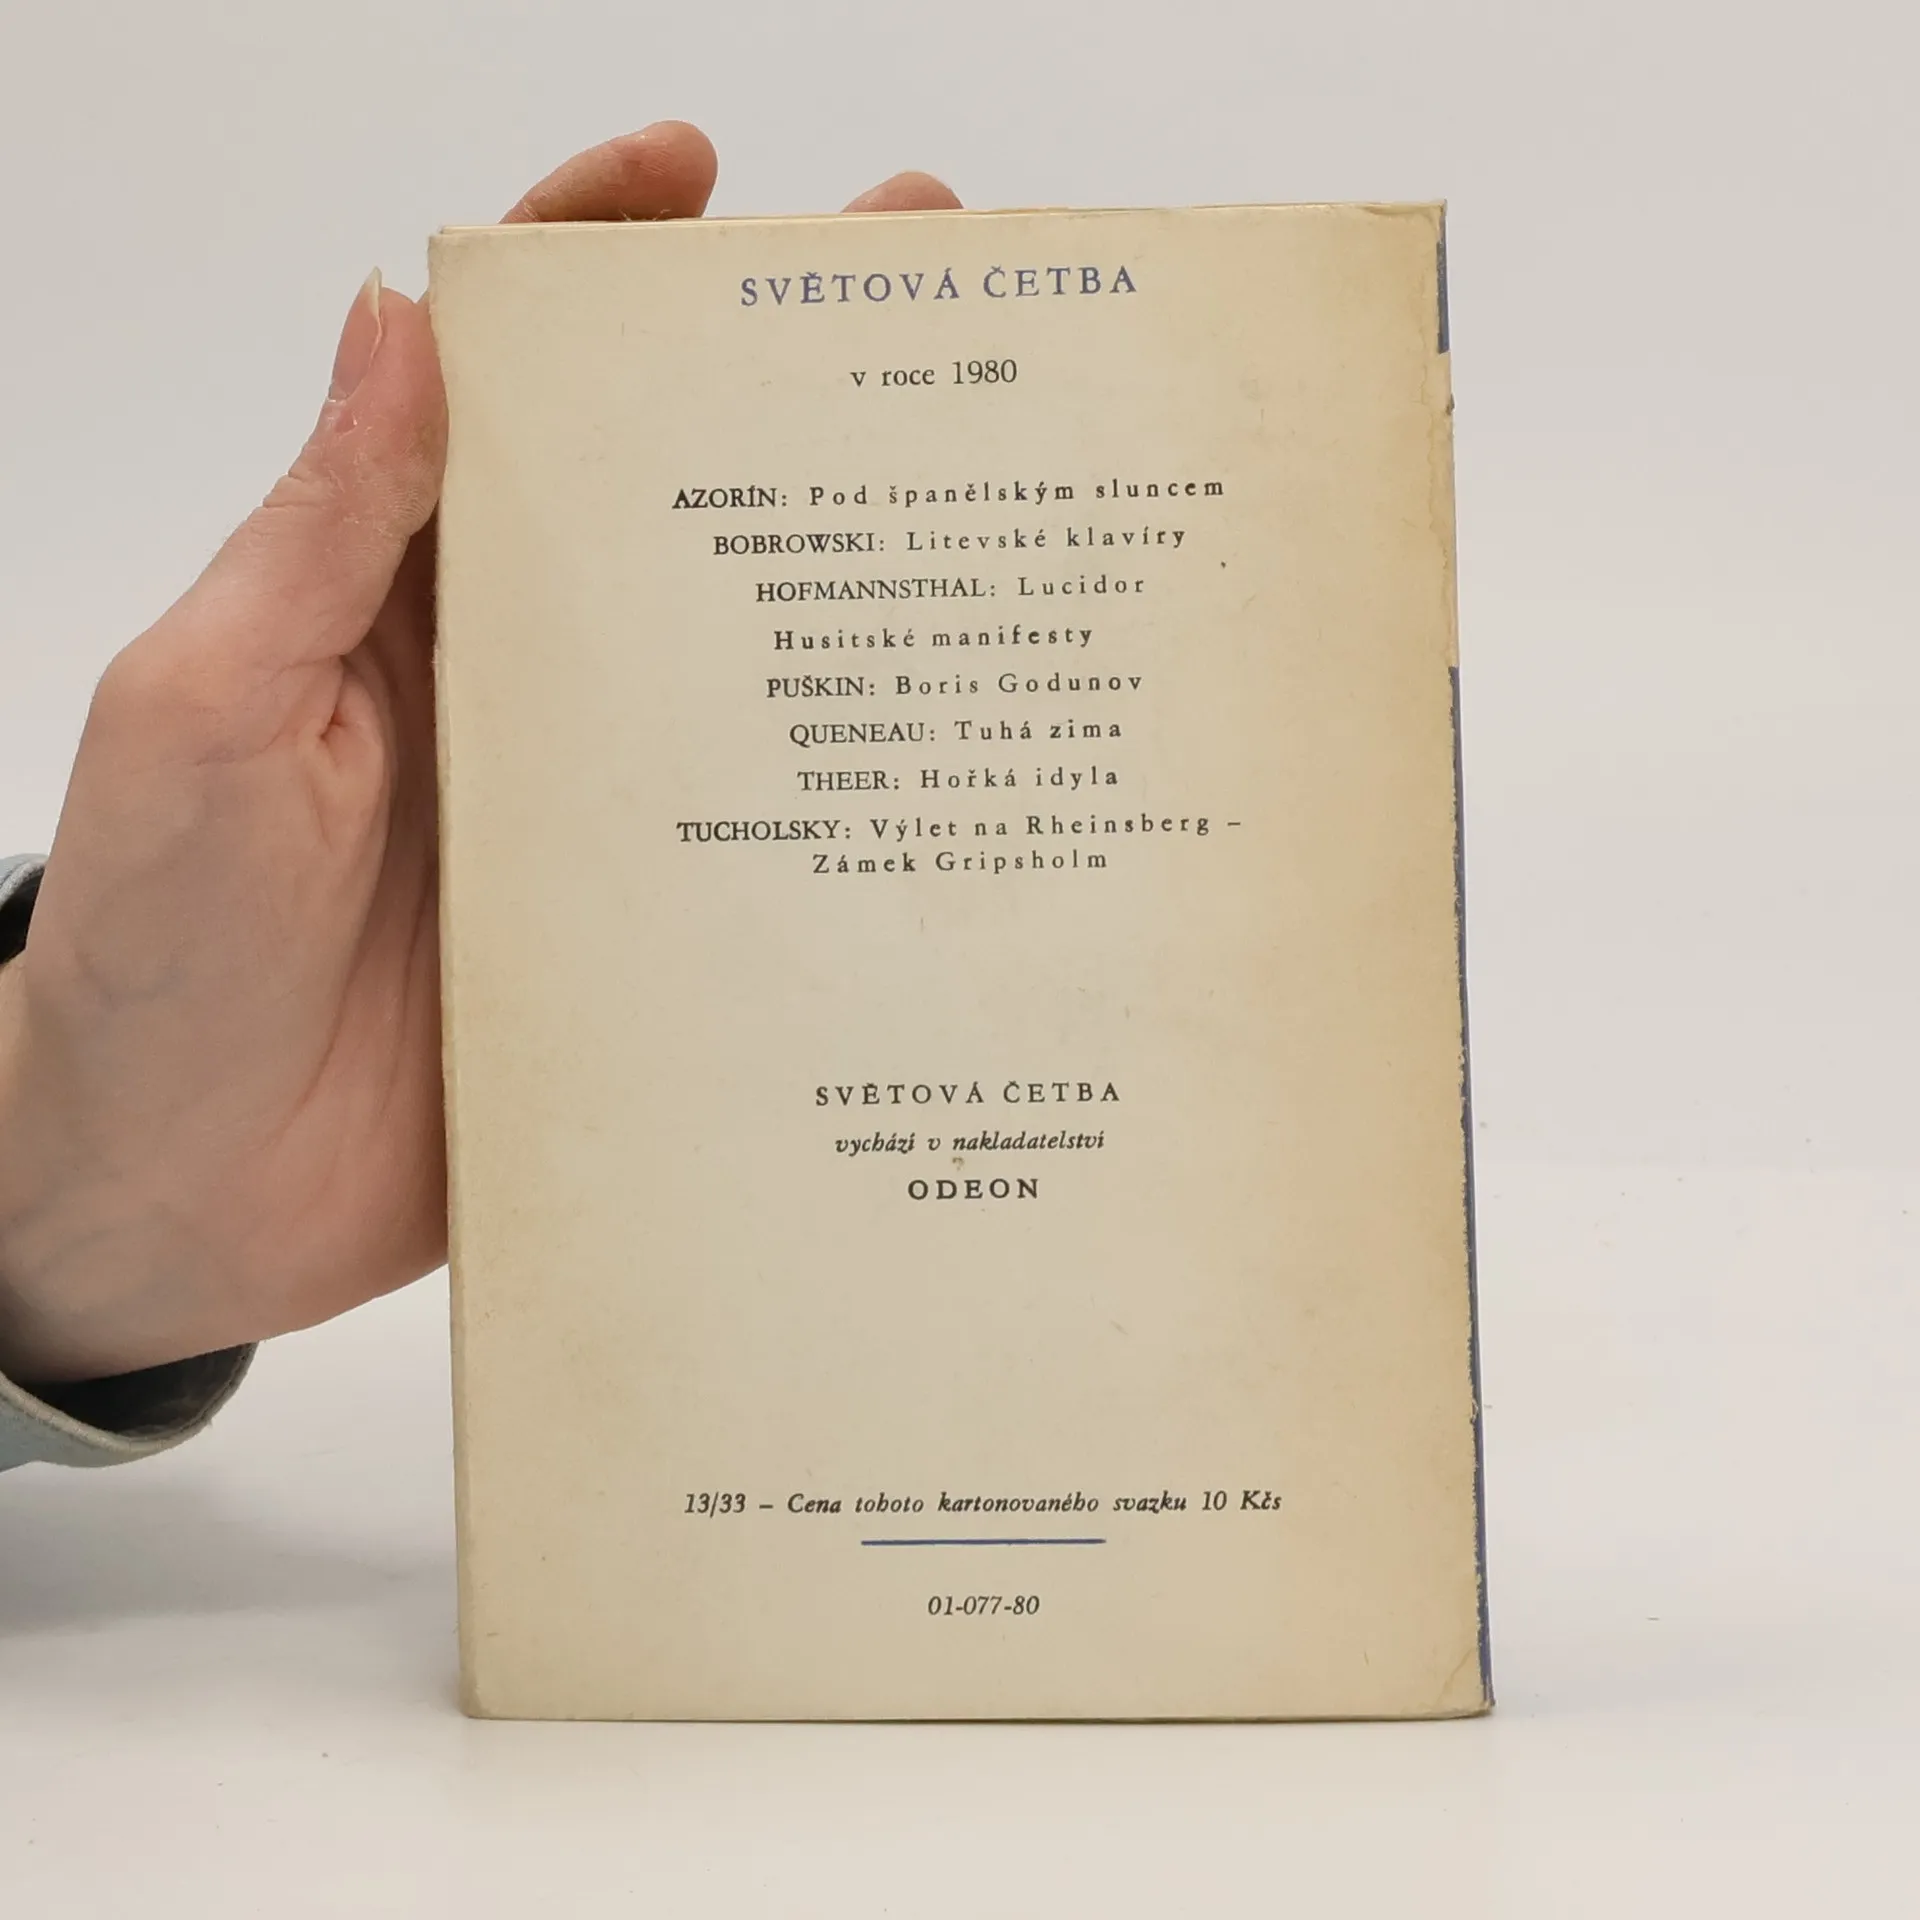 SVĚTOVÁ ČETBA
v roce 1980
AZORÍN: Pod španělským sluncem
BOBROWSKI: Litevské klavíry
HOFMANNSTHAL: Lucidor
Husitské manifesty
PUŠKIN: Boris Godunov
QUENEAU: Tuhá zima
THEER: Hořká idyla
TUCHOLSKY: Výlet na Rheinsberg –
Zámek Gripsholm
SVĚTOVÁ ČETBA
vychází v nakladatelství
ODEON
13/33 – Cena tohoto kartonovaného svazku 10 Kčs
01-077-80